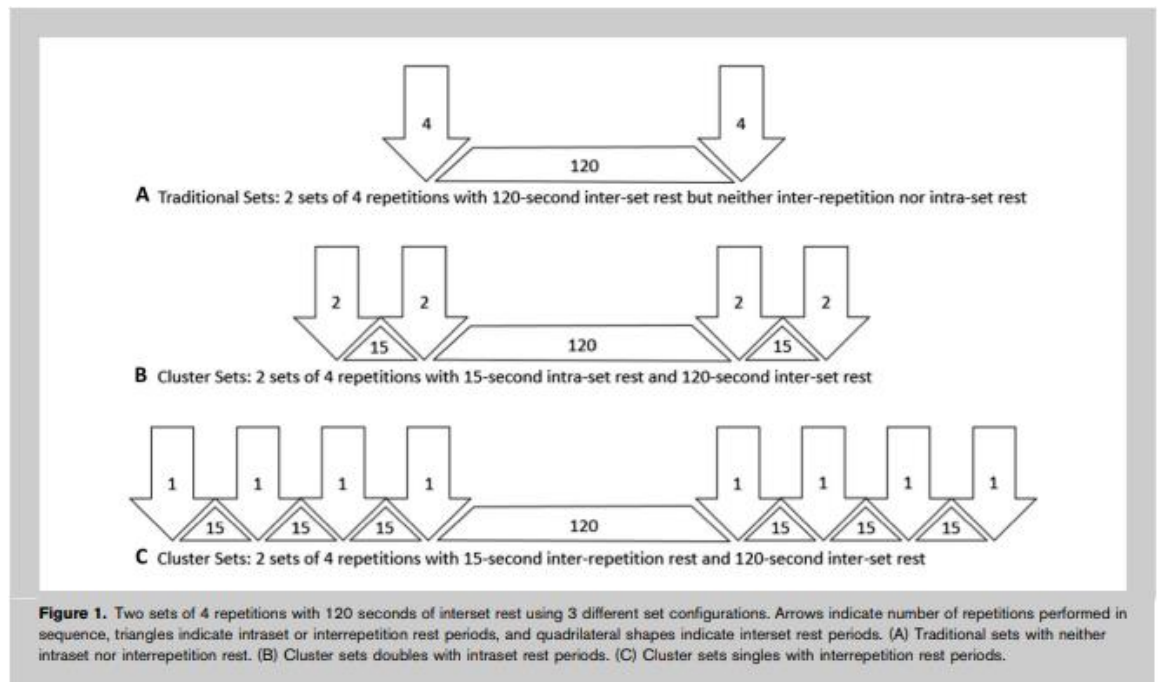 4 4
120
A Traditional Sets: 2 sets of 4 repetitions with 120-second inter-set rest but neither inter-repetition nor intra-set rest
2 2 2 2
15 120 15
B Cluster Sets: 2 sets of 4 repetitions with 15-second intra-set rest and 120-second inter-set rest
1 1 1 1 1 1 1 1
15 15 15 120 15 15 15
C Cluster Sets: 2 sets of 4 repetitions with 15-second inter-repetition rest and 120-second inter-set rest
Figure 1. Two sets of 4 repetitions with 120 seconds of interset rest using 3 different set configurations. Arrows indicate number of repetitions performed in
sequence, triangles indicate intraset or interrepetition rest periods, and quadrilateral shapes indicate interset rest periods. (A) Traditional sets with neither
intraset nor interrepetition rest. (B) Cluster sets doubles with intraset rest periods. (C) Cluster sets singles with interrepetition rest periods.